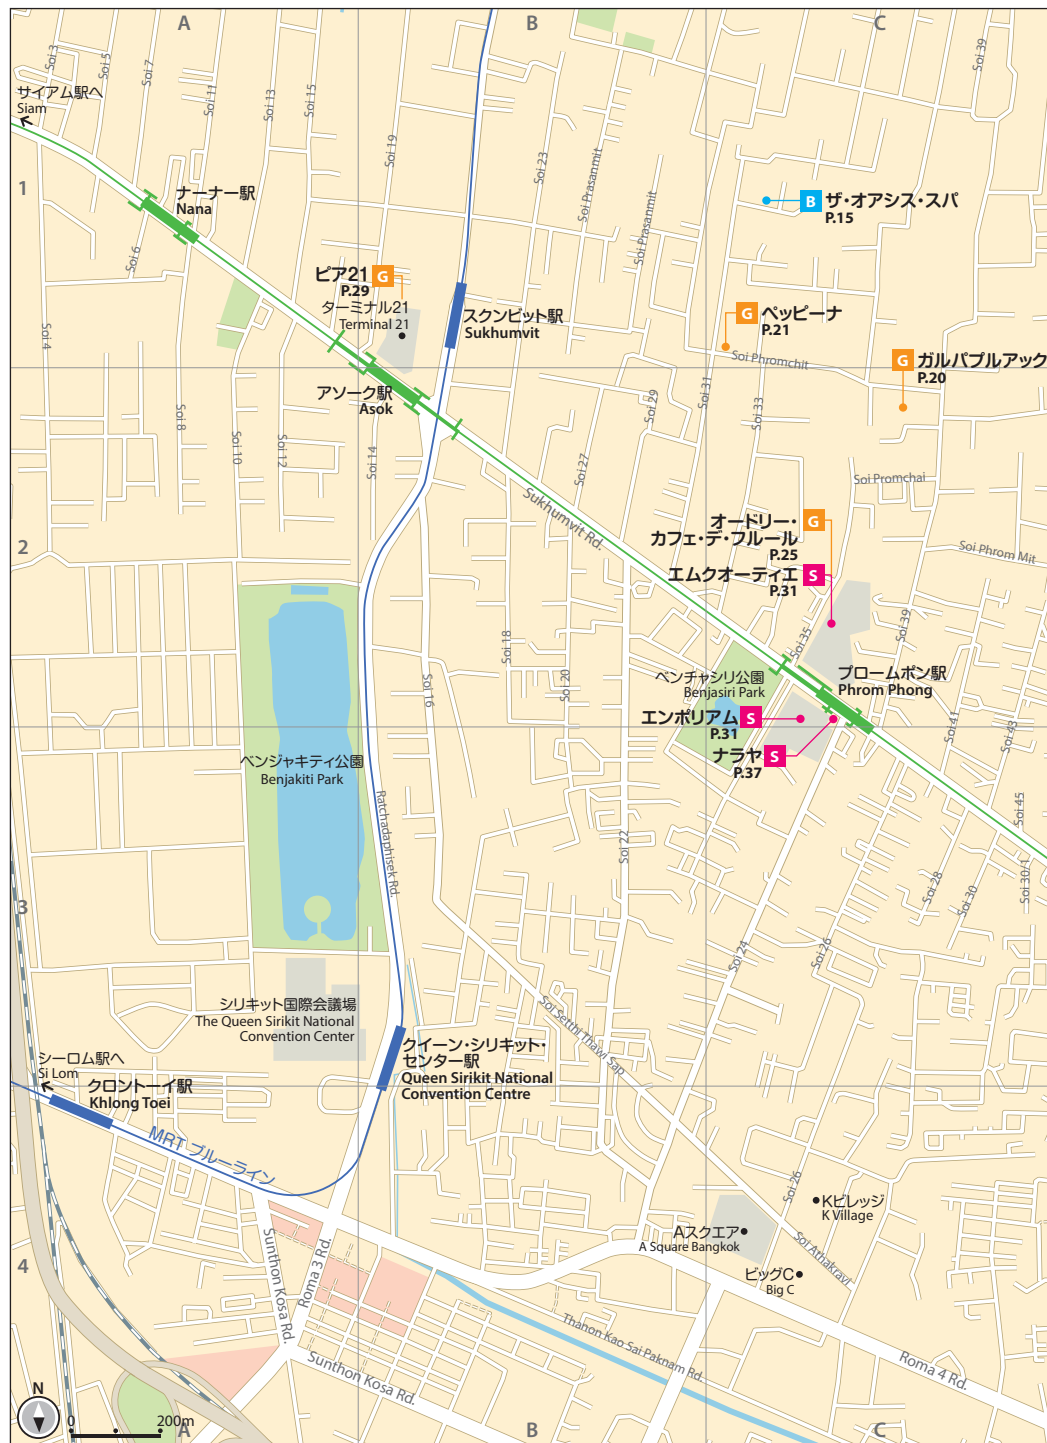 A
B
C
Soi 3
Soi 5
Soi 7
Soi 11
Soi 13
Soi 15
Soi 19
Soi 23
Soi Prasanmit
Soi Prasanmit
Soi 39
サイアム駅へ
Siam
1
ナーナー駅
Nana
B
ザ・オアシス・スパ
P.15
Soi 6
ピア21
G
P.29
ターミナル21
Terminal 21
スクンビット駅
Sukhumvit
G
ペッピーナ
P.21
Soi Phromchit
G
ガルパプルアック
P.20
Soi 4
アソーク駅
Asok
Soi 8
Soi 10
Soi 12
Soi 14
Soi 27
Soi 29
Soi 31
Soi 33
Soi Promchai
Sukhumvit Rd.
2
オードリー・
カフェ・デ・フルール
G
P.25
エムクオーティエ
S
P.31
Soi Phrom Mit
Soi 39
Soi 35
Soi 18
Soi 20
Soi 16
ベンチャシリ公園
Benjasiri Park
プロームポン駅
Phrom Phong
エンポリアム
S
P.31
ナラヤ
S
P.37
Soi 41
Soi 43
ベンジャキティ公園
Benjakiti Park
Ratchadaphisek Rd.
Soi 22
Soi 45
Soi 28
Soi 30
Soi 30/1
3
Soi 24
Soi 26
シリキット国際会議場
The Queen Sirikit National
Convention Center
Soi Setthi Thawi Sap
クイーン・シリキット・
センター駅
Queen Sirikit National
Convention Centre
シーロム駅へ
Si Lom
クロントーイ駅
Khlong Toei
MRT ブルーライン
Soi 26
Kビレッジ
K Village
Aスクエア
A Square Bangkok
Soi Athakravi
ビッグC
Big C
4
Sunthon Kosa Rd.
Roma 3 Rd.
Thanon Kao Sai Paknam Rd.
Sunthon Kosa Rd.
Roma 4 Rd.
N
0
200m
A
B
C